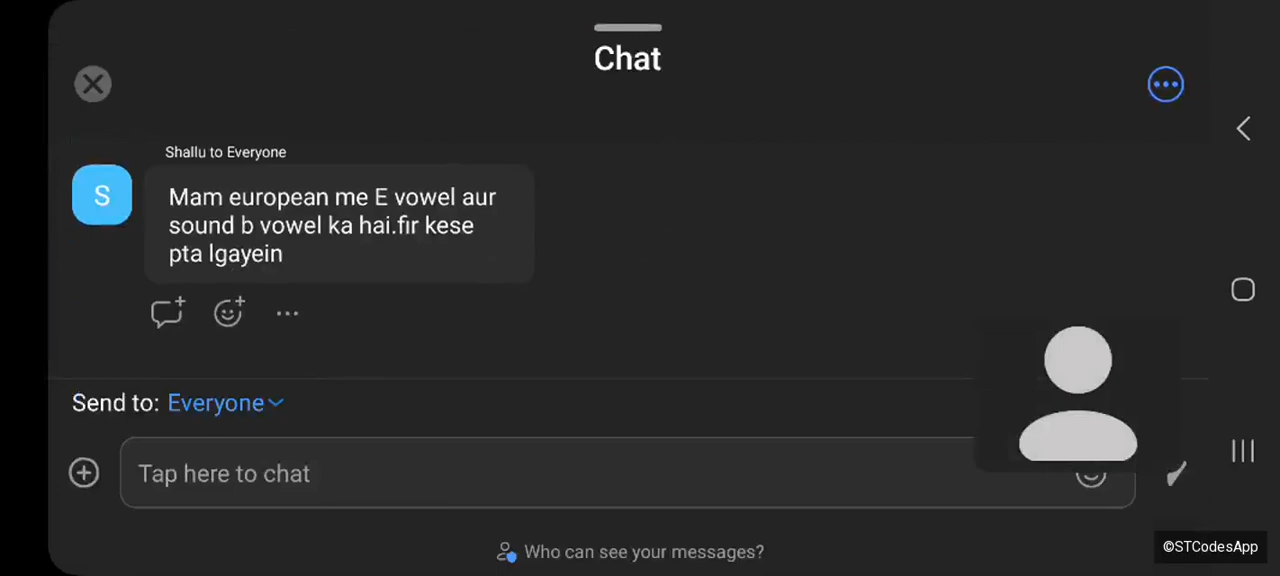 Chat
Shallu to Everyone
S
Mam european me E vowel aur
sound b vowel ka hai.fir kese
pta lgayein
Send to: Everyone
Tap here to chat
Who can see your messages?
©STCodesApp